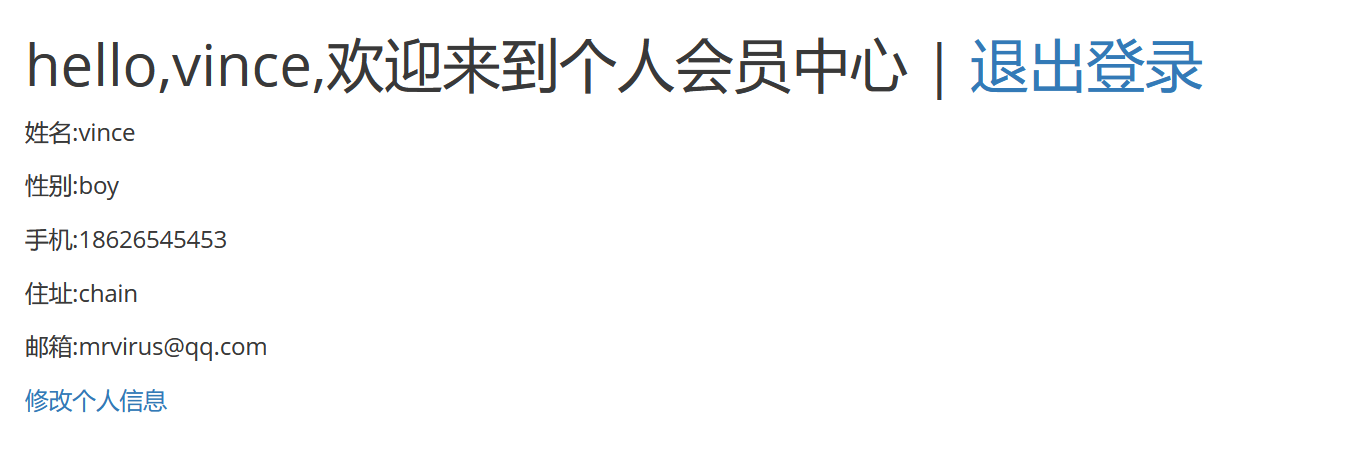 hello,vince,欢迎来到个人会员中心 | 退出登录
姓名:vince
性别:boy
手机:18626545453
住址:chain
邮箱:mrvirus@qq.com
修改个人信息